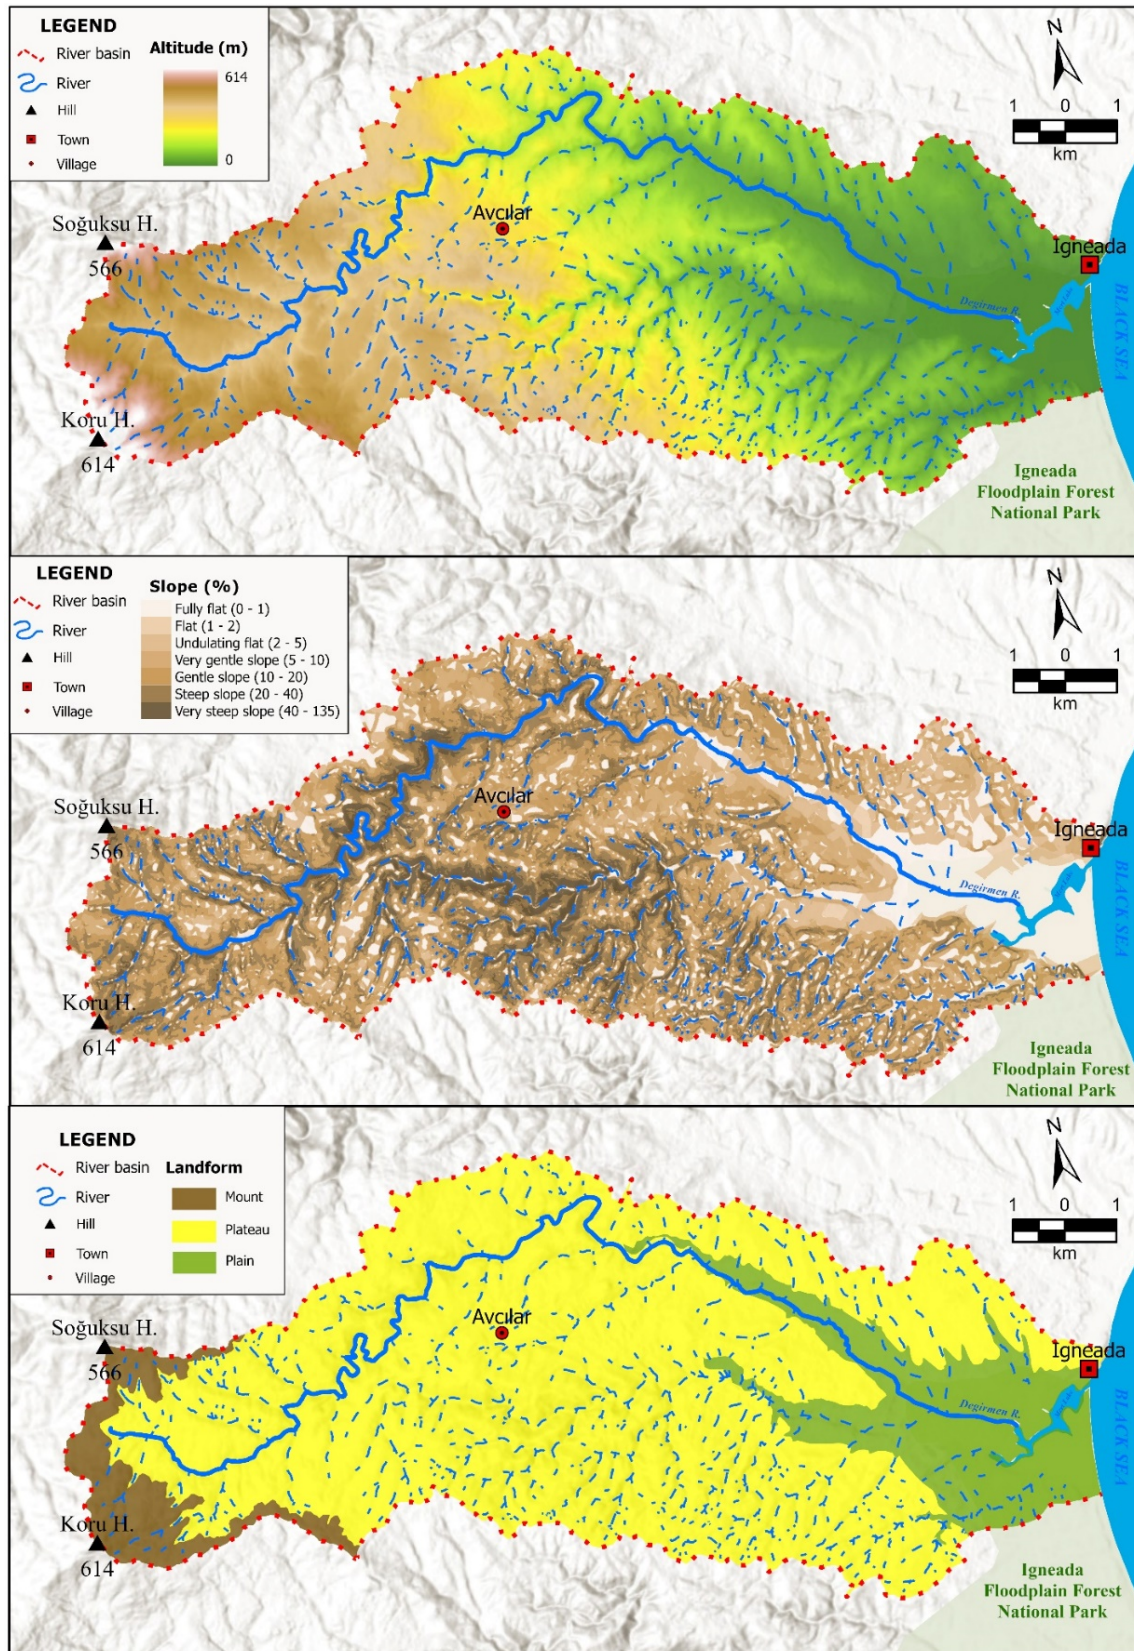 LEGEND
River basin
River
Hill
Town
Village
Altitude (m)
614
0
N
1 0 1
km
Soğuksu H.
566
Avcılar
Igneada
Degirmen R.
BLACK SEA
Koru H.
614
Igneada
Floodplain Forest
National Park
LEGEND
River basin
River
Hill
Town
Village
Slope (%)
Fully flat (0 - 1)
Flat (1 - 2)
Undulating flat (2 - 5)
Very gentle slope (5 - 10)
Gentle slope (10 - 20)
Steep slope (20 - 40)
Very steep slope (40 - 135)
N
1 0 1
km
Soğuksu H.
566
Avcılar
Igneada
Degirmen R.
BLACK SEA
Koru H.
614
Igneada
Floodplain Forest
National Park
LEGEND
River basin
River
Hill
Town
Village
Landform
Mount
Plateau
Plain
N
1 0 1
km
Soğuksu H.
566
Avcılar
Igneada
Degirmen R.
BLACK SEA
Koru H.
614
Igneada
Floodplain Forest
National Park